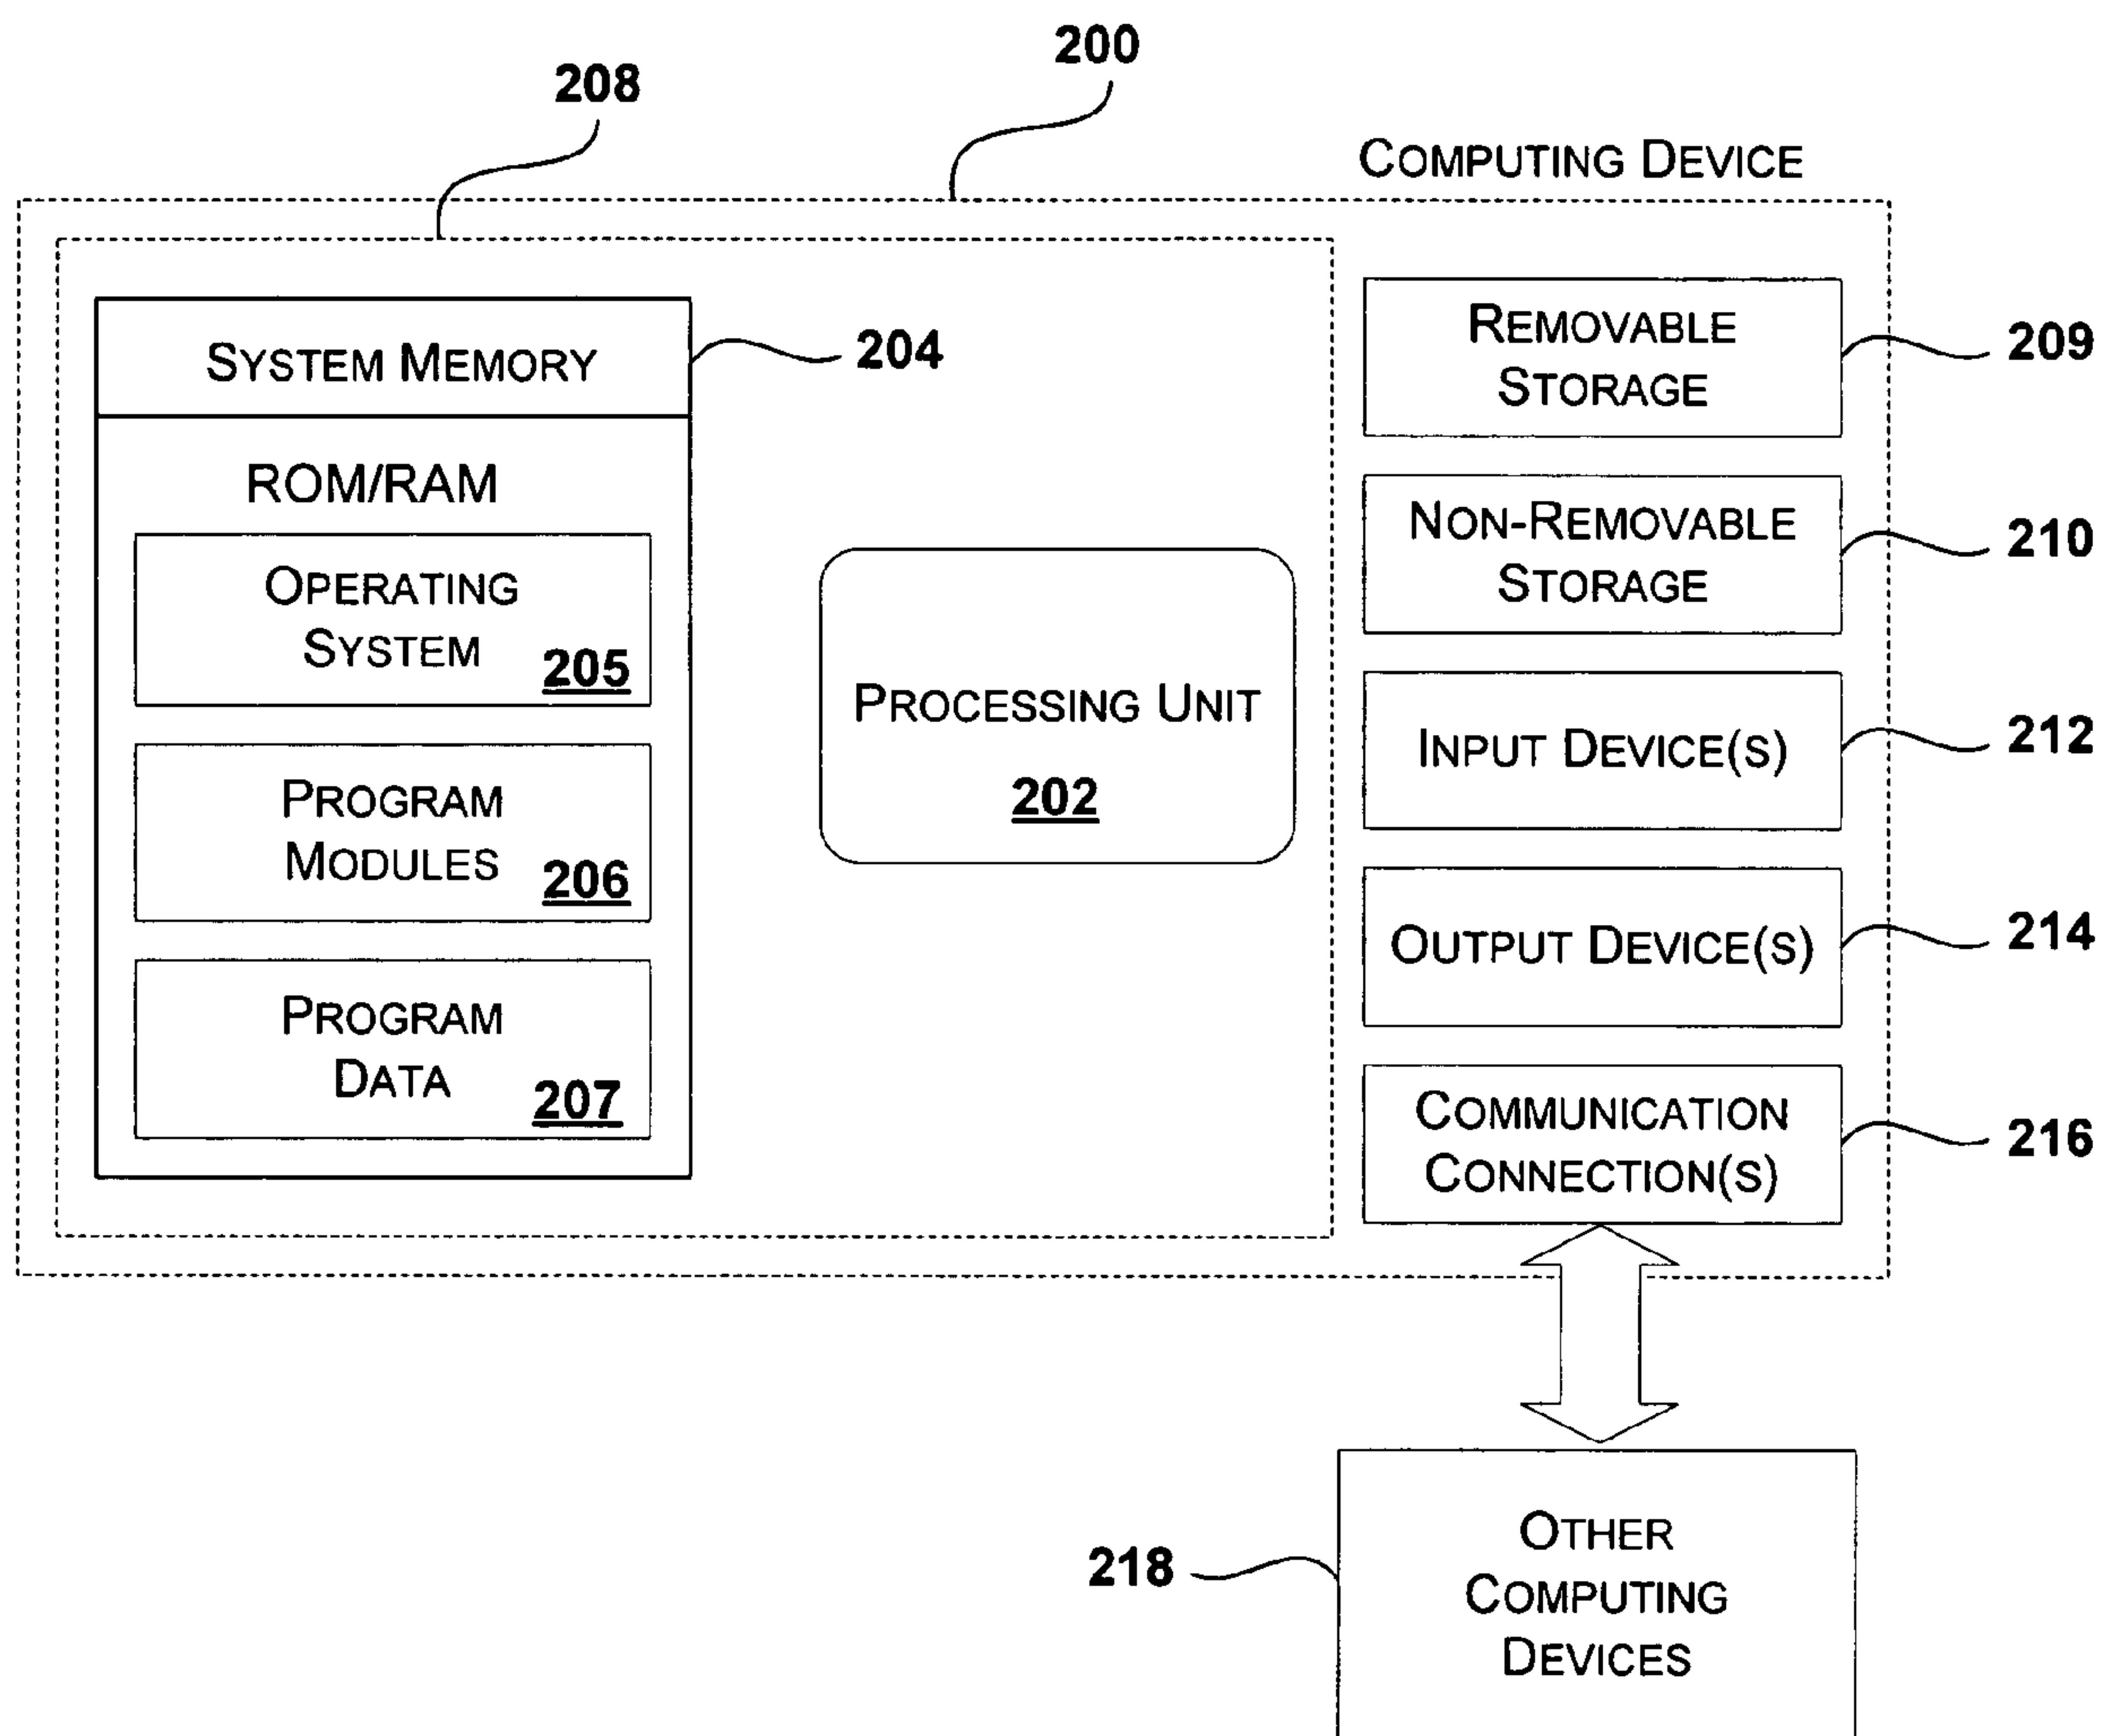 200
208
COMPUTING DEVICE
SYSTEM MEMORY
204
ROM/RAM
OPERATING
SYSTEM
205
PROGRAM
MODULES
206
PROGRAM
DATA
207
PROCESSING UNIT
202
REMOVABLE
STORAGE
209
NON-REMOVABLE
STORAGE
210
INPUT DEVICE(S)
212
OUTPUT DEVICE(S)
214
COMMUNICATION
CONNECTION(S)
216
218
OTHER
COMPUTING
DEVICES